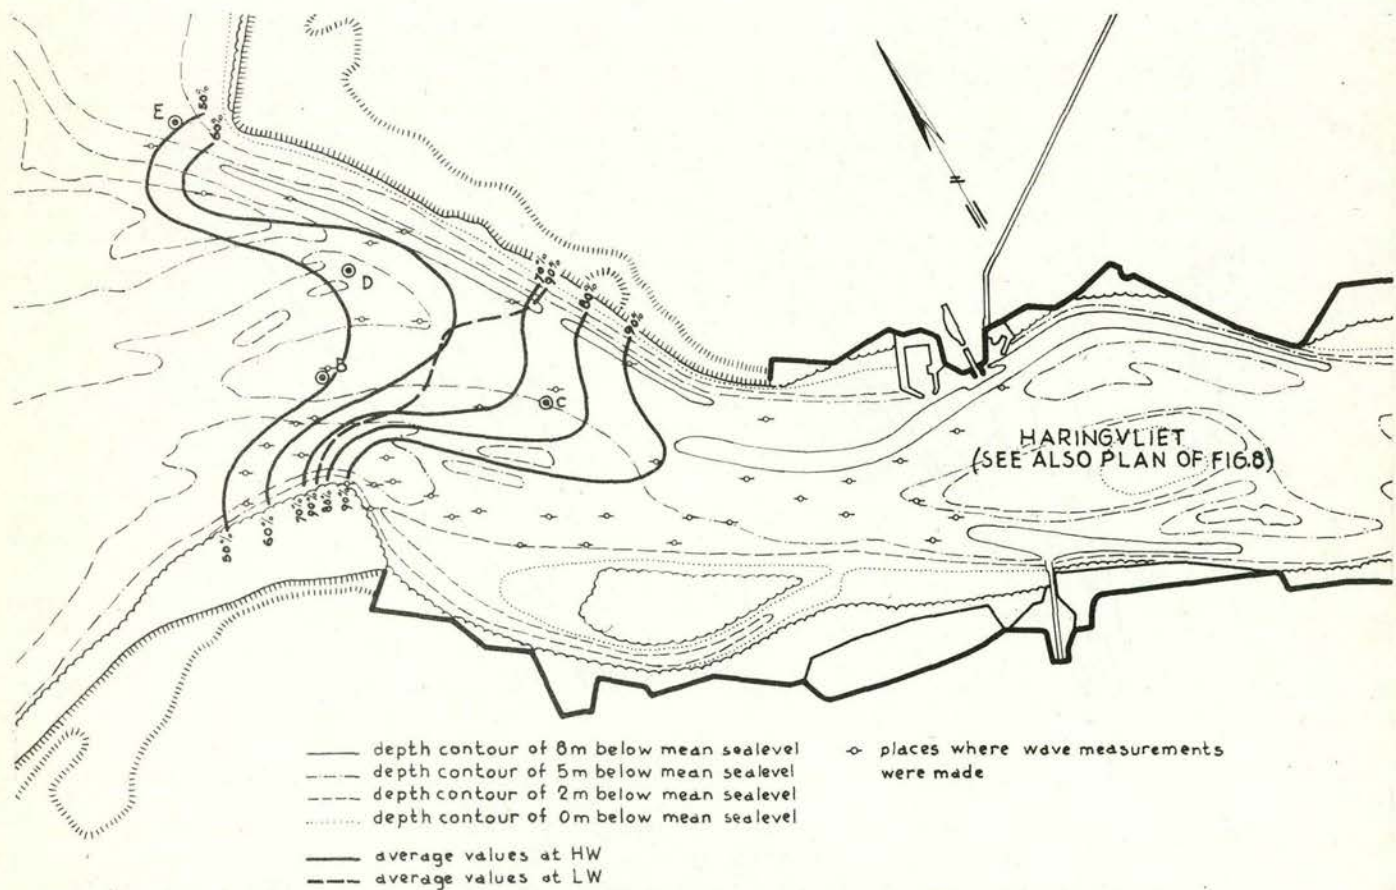 50%
60%
E
D
B
C
70%
90%
80%
90%
HARINGVLIET
(SEE ALSO PLAN OF FIG.8)
50%
60%
70%
90%
80%
90%
depth contour of 8m below mean sealevel
depth contour of 5m below mean sealevel
depth contour of 2m below mean sealevel
depth contour of 0m below mean sealevel
average values at HW
average values at LW
places where wave measurements
were made